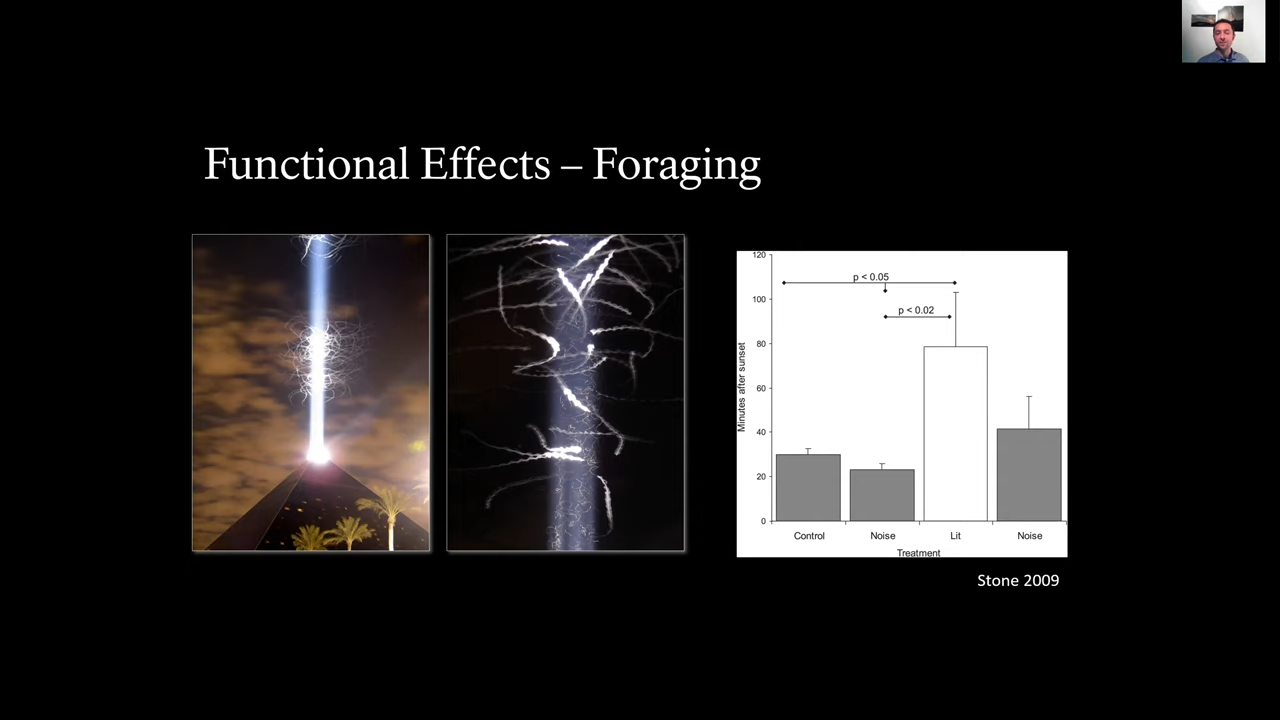 Functional Effects – Foraging
120
p < 0.05
100
p < 0.02
80
Minutes after sunset
60
40
20
0
Control Noise Lit Noise
Treatment
Stone 2009